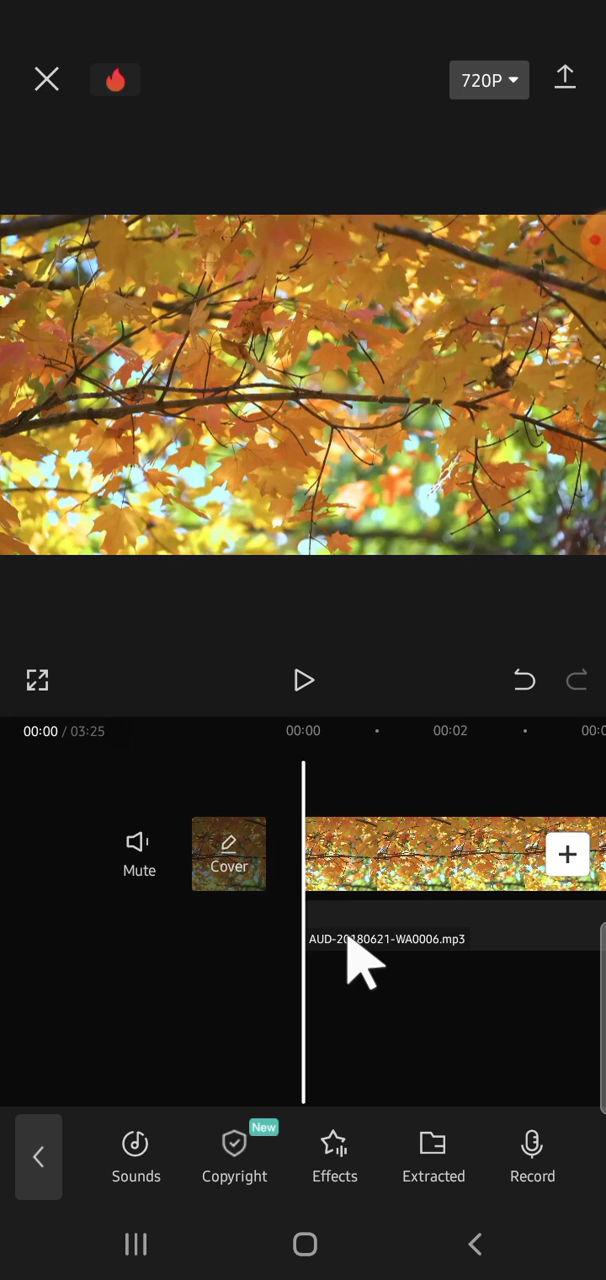 720P
00:00 / 03:25
00:00
00:02
Mute
Cover
AUD-20180621-WA0006.mp3
New
Sounds
Copyright
Effects
Extracted
Record